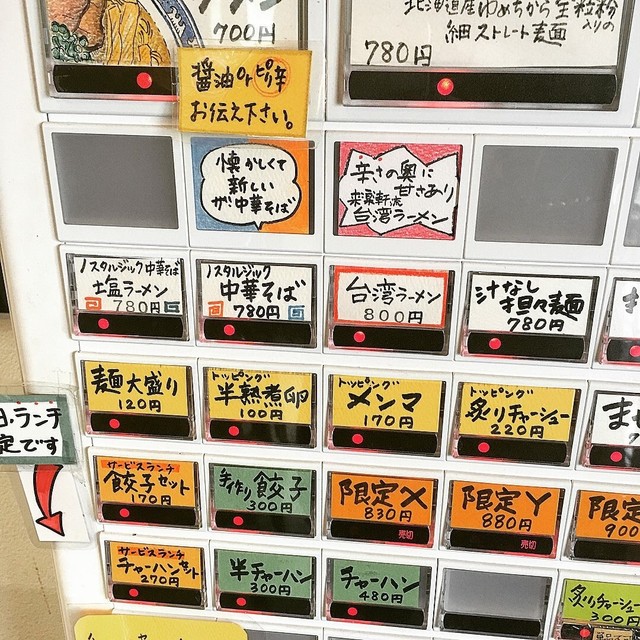 700円
北海道産ゆめちから全粒粉
入りの
細ストレート麺
780円
醤油orピリ辛
お伝え下さい。
懐かしくて
新しい
ザ・中華そば
辛さの奥に
甘さあり
来楽軒流
台湾ラーメン
ノスタルジック中華そば
塩ラーメン
780円
ノスタルジック
中華そば
780円
台湾ラーメン
800円
汁なし
担々麺
780円
麺大盛り
120円
トッピング
半熟煮卵
100円
トッピング
メンマ
170円
トッピング
炙りチャーシュー
220円
ランチ
定です
サービスランチ
餃子セット
170円
手作り餃子
300円
限定X
830円
売切
限定Y
880円
売切
限定
900
サービスランチ
チャーハンセット
270円
半チャーハン
300円
チャーハン
480円
炙りチャーシュー
300円